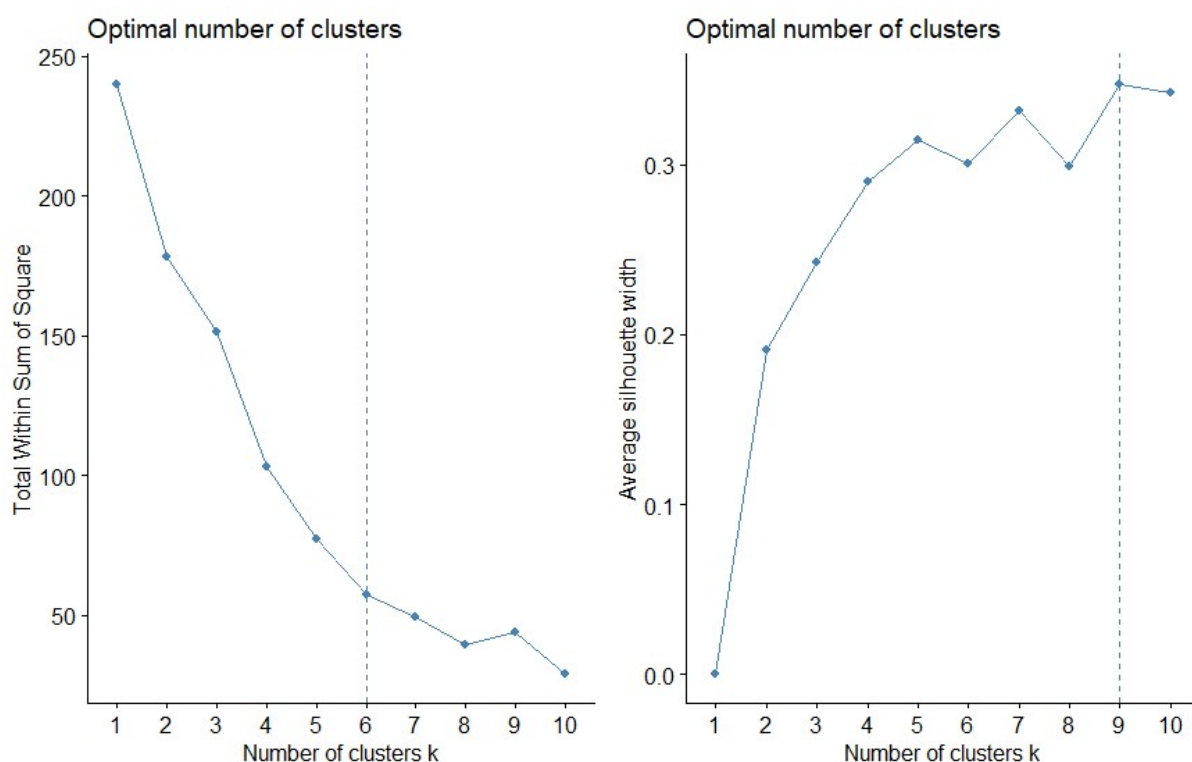 Optimal number of clusters
250
200
150
100
50
Total Within Sum of Square
1 2 3 4 5 6 7 8 9 10
Number of clusters k
Optimal number of clusters
0.3
0.2
0.1
0.0
Average silhouette width
1 2 3 4 5 6 7 8 9 10
Number of clusters k